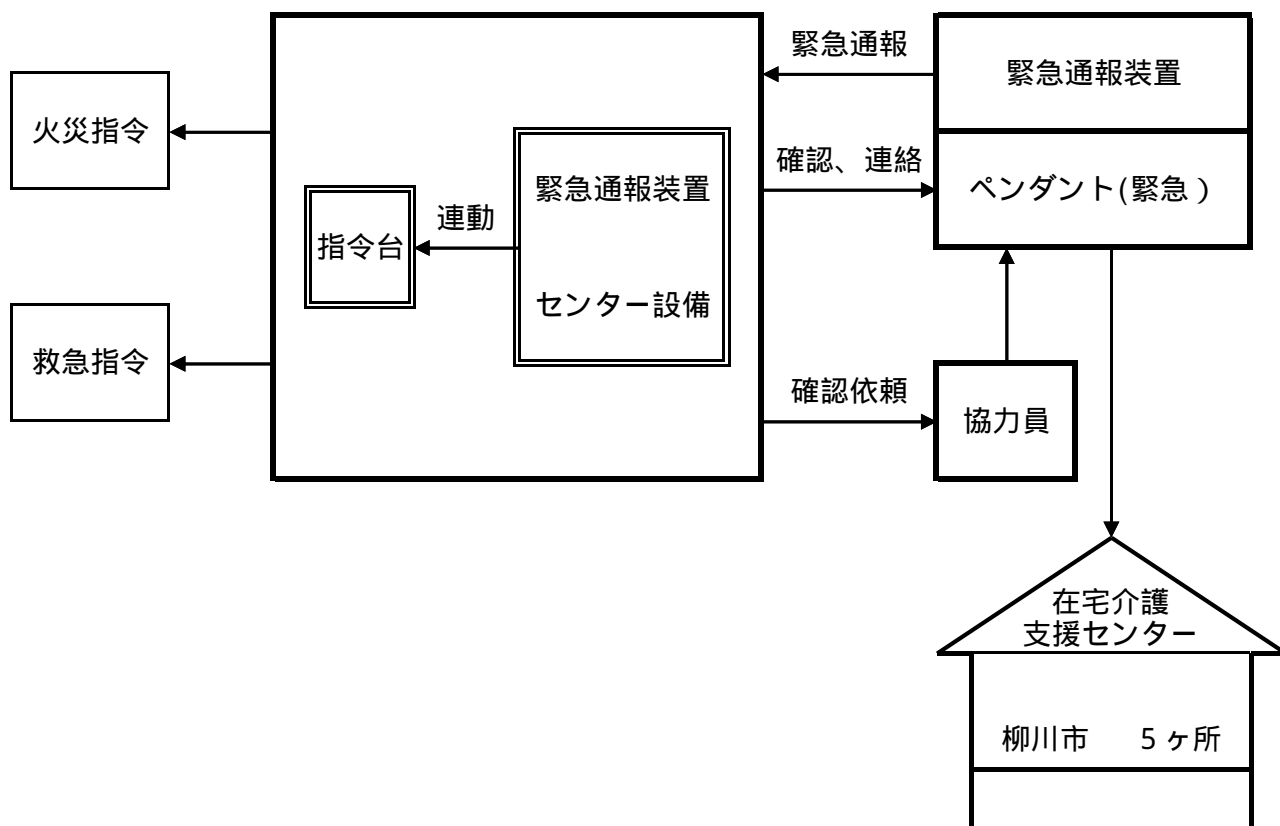 緊急通報
緊急通報装置
火災指令
確認、連絡
ペンダント(緊急）
緊急通報装置
連動
指令台
センター設備
救急指令
確認依頼
協力員
在宅介護
支援センター
柳川市　５ヶ所